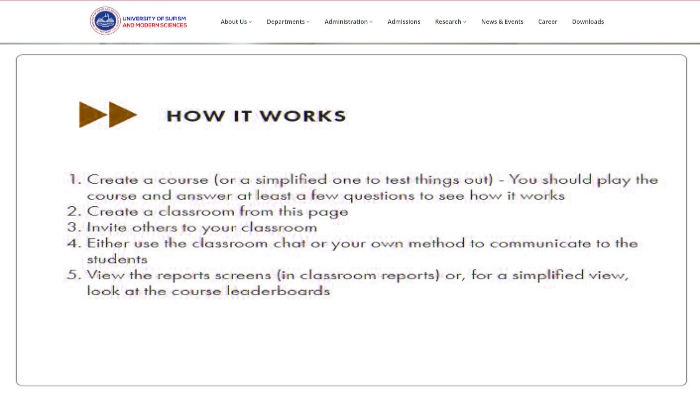 UNIVERSITY OF SUFISM
AND MODERN SCIENCES
About Us
Departments
Administration
Admissions
Research
News & Events
Career
Downloads
HOW IT WORKS
1. Create a course (or a simplified one to test things out) - You should play the
course and answer at least a few questions to see how it works
2. Create a classroom from this page
3. Invite others to your classroom
4. Either use the classroom chat or your own method to communicate to the
students
5. View the reports screens (in classroom reports) or, for a simplified view,
look at the course leaderboards